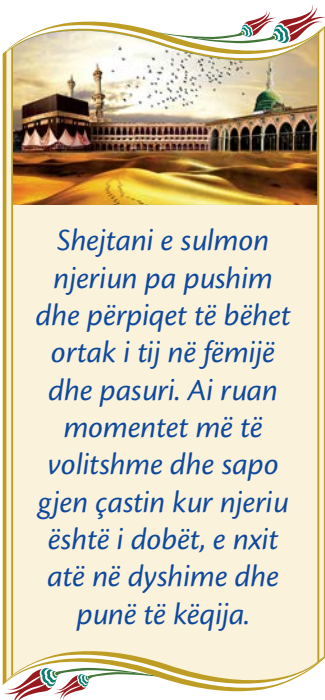 Shejtani e sulmon
njeriun pa pushim
dhe përpiqet të bëhet
ortak i tij në fëmijë
dhe pasuri. Ai ruan
momentet më të
volitshme dhe sapo
gjen çastin kur njeriu
është i dobët, e nxit
atë në dyshime dhe
punë të këqija.